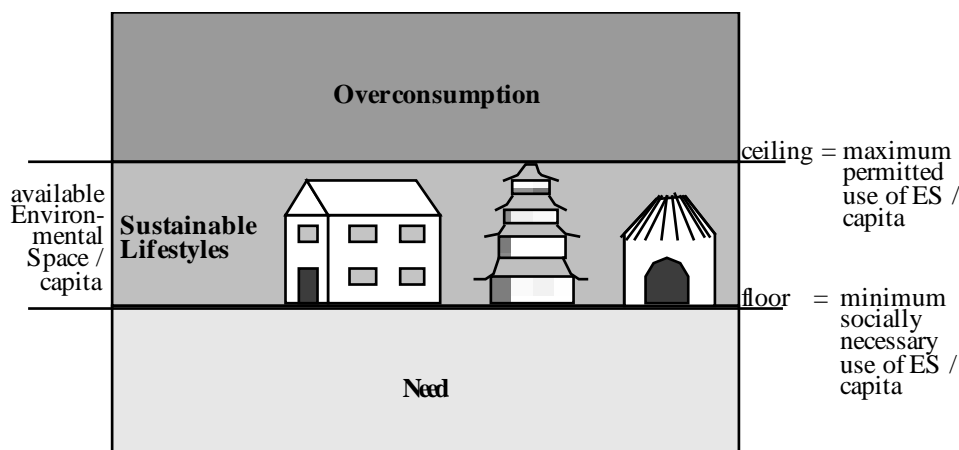 Overconsumption
ceiling = maximum
permitted
use of ES /
capita
available
Environ-
mental
Space /
capita
Sustainable
Lifestyles
floor = minimum
socially
necessary
use of ES /
capita
Need